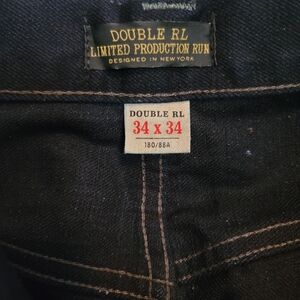 DOUBLE RL
LIMITED PRODUCTION RUN
DESIGNED IN NEW YORK
DOUBLE RL
34 x 34
180/88A